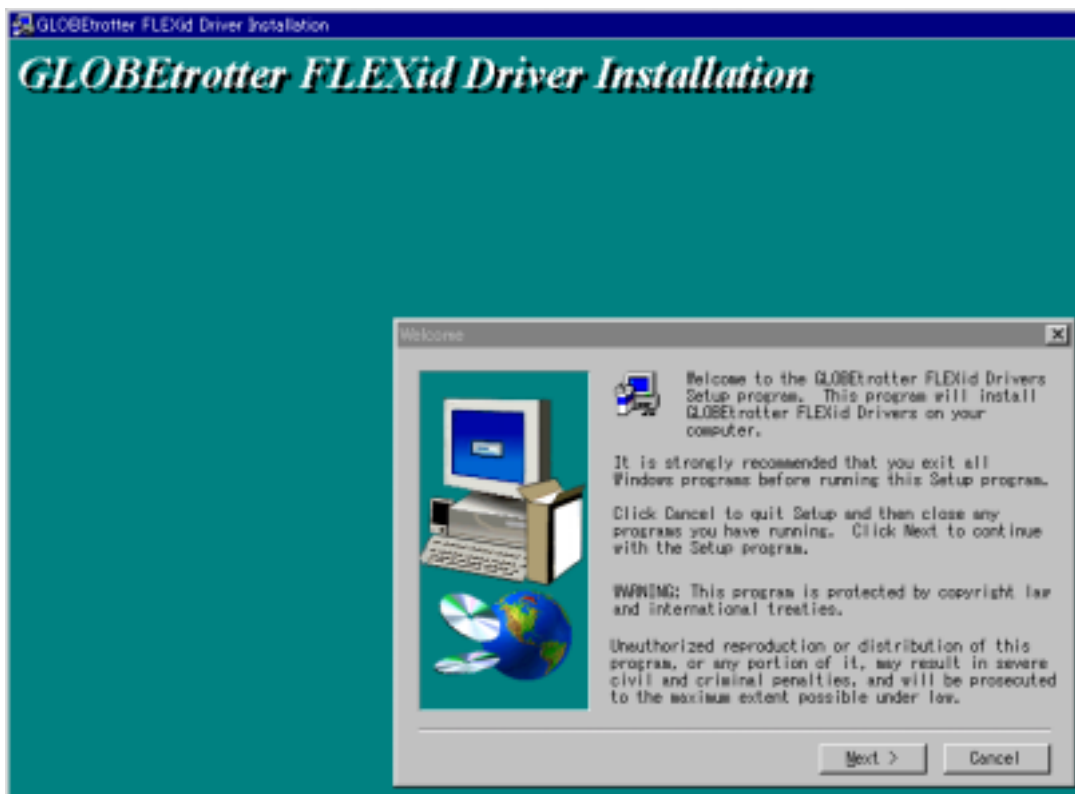 GLOBEtrotter FLEXid Driver Installation
GLOBEtrotter FLEXid Driver Installation
Welcome
Welcome to the GLOBEtrotter FLEXid Drivers
Setup program.  This program will install
GLOBEtrotter FLEXid Drivers on your
computer.
It is strongly recommended that you exit all
Windows programs before running this Setup program.
Click Cancel to quit Setup and then close any
programs you have running.  Click Next to continue
with the Setup program.
WARNING: This program is protected by copyright law
and international treaties.
Unauthorized reproduction or distribution of this
program, or any portion of it, may result in severe
civil and criminal penalties, and will be prosecuted
to the maximum extent possible under law.
Next >
Cancel